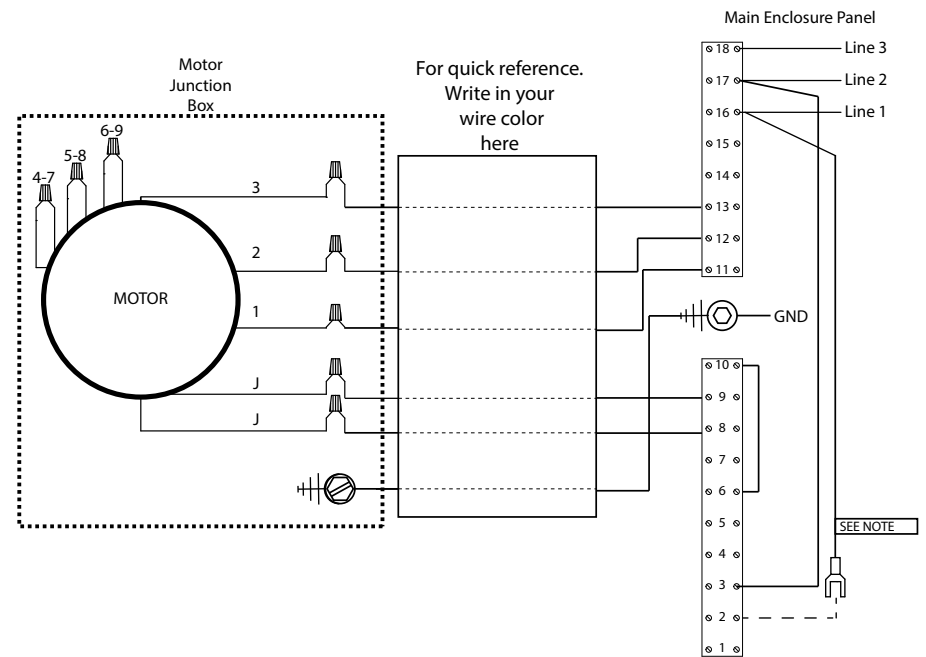 Main Enclosure Panel
Motor
Junction
Box
For quick reference.
Write in your
wire color
here
18
Line 3
17
Line 2
16
Line 1
15
14
13
12
11
GND
10
9
8
7
6
5
4
3
2
1
6-9
5-8
4-7
3
2
1
J
J
MOTOR
SEE NOTE